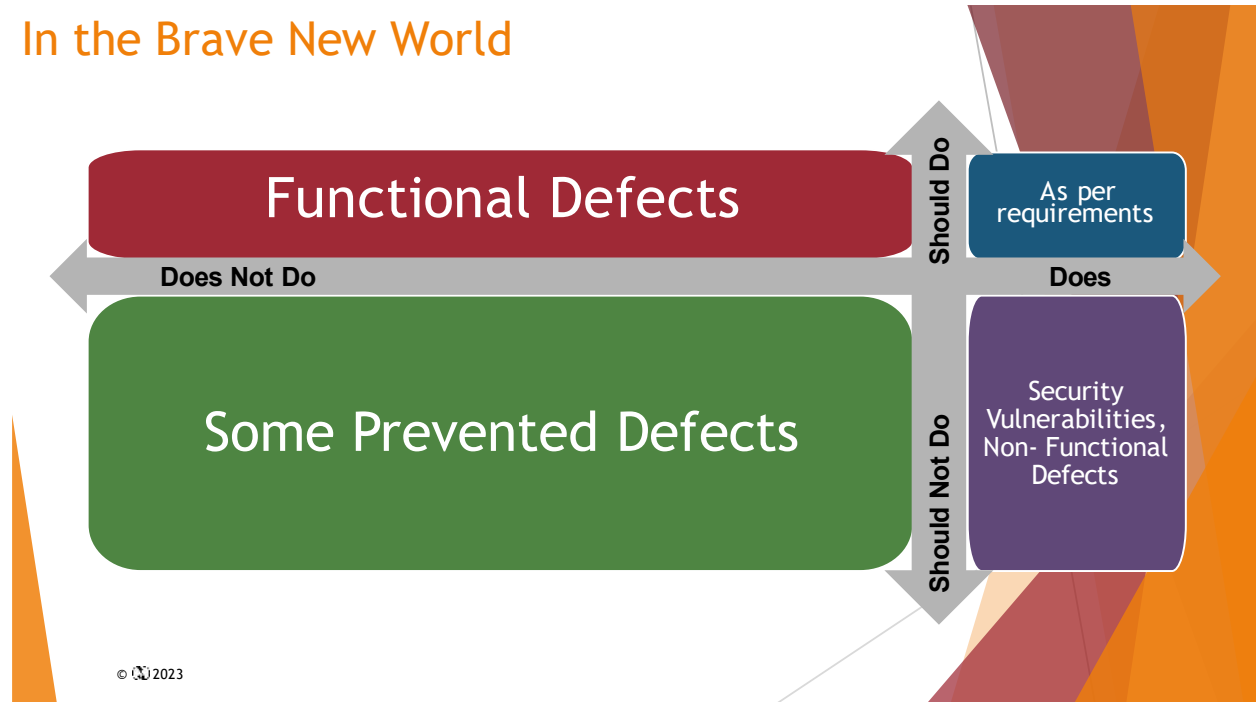 In the Brave New World
Functional Defects
Should Do
As per
requirements
Does Not Do
Does
Some Prevented Defects
Should Not Do
Security
Vulnerabilities,
Non- Functional
Defects
© 2023